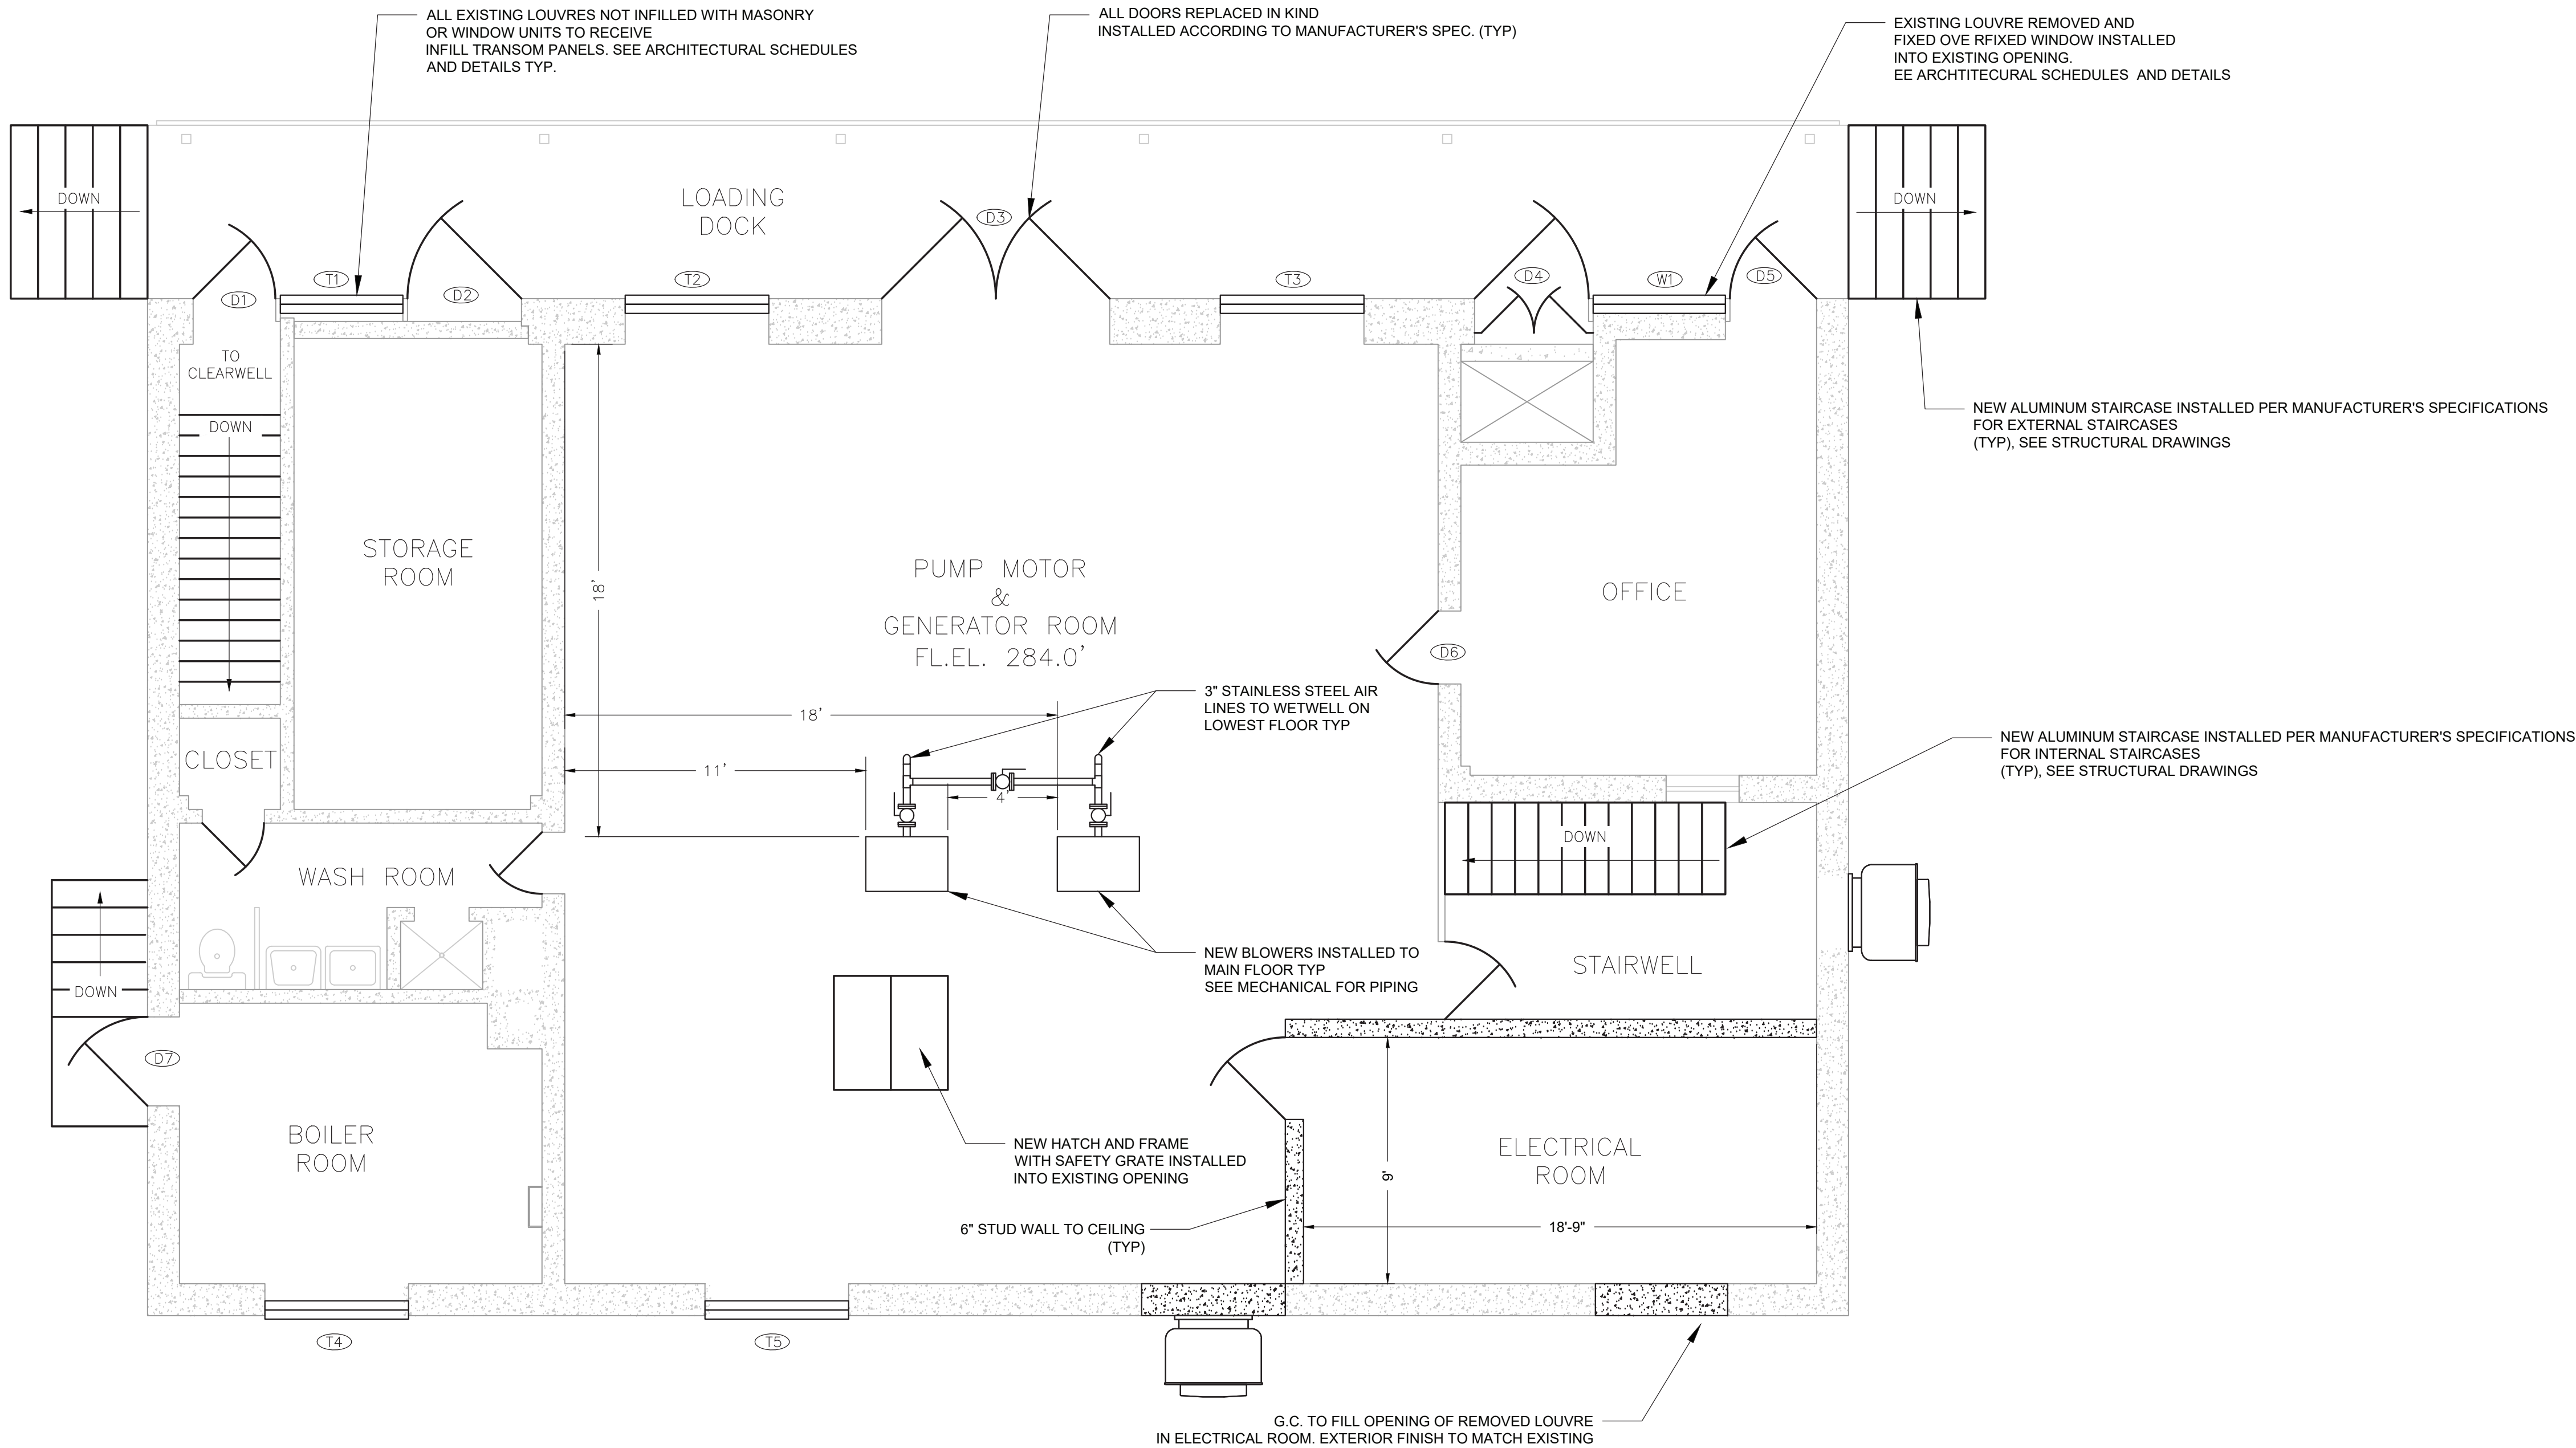 ALL EXISTING LOUVRES NOT INFILLED WITH MASONRY
OR WINDOW UNITS TO RECEIVE
INFILL TRANSOM PANELS. SEE ARCHITECTURAL SCHEDULES
AND DETAILS TYP.
ALL DOORS REPLACED IN KIND
INSTALLED ACCORDING TO MANUFACTURER'S SPEC. (TYP)
EXISTING LOUVRE REMOVED AND
FIXED OVE RFIXED WINDOW INSTALLED
INTO EXISTING OPENING.
EE ARCHTITECURAL SCHEDULES  AND DETAILS
DOWN
LOADING
DOCK
D3
DOWN
D1
T1
D2
T2
T3
D4
W1
D5
TO
CLEARWELL
DOWN
NEW ALUMINUM STAIRCASE INSTALLED PER MANUFACTURER'S SPECIFICATIONS
FOR EXTERNAL STAIRCASES
(TYP), SEE STRUCTURAL DRAWINGS
STORAGE
ROOM
18'
PUMP MOTOR
&
GENERATOR ROOM
FL.EL. 284.0'
OFFICE
D6
3" STAINLESS STEEL AIR
LINES TO WETWELL ON
LOWEST FLOOR TYP
18'
11'
4'
CLOSET
NEW ALUMINUM STAIRCASE INSTALLED PER MANUFACTURER'S SPECIFICATIONS
FOR INTERNAL STAIRCASES
(TYP), SEE STRUCTURAL DRAWINGS
DOWN
WASH ROOM
NEW BLOWERS INSTALLED TO
MAIN FLOOR TYP
SEE MECHANICAL FOR PIPING
STAIRWELL
DOWN
D7
BOILER
ROOM
NEW HATCH AND FRAME
WITH SAFETY GRATE INSTALLED
INTO EXISTING OPENING
ELECTRICAL
ROOM
9'
18'-9"
6" STUD WALL TO CEILING
(TYP)
T4
T5
G.C. TO FILL OPENING OF REMOVED LOUVRE
IN ELECTRICAL ROOM. EXTERIOR FINISH TO MATCH EXISTING